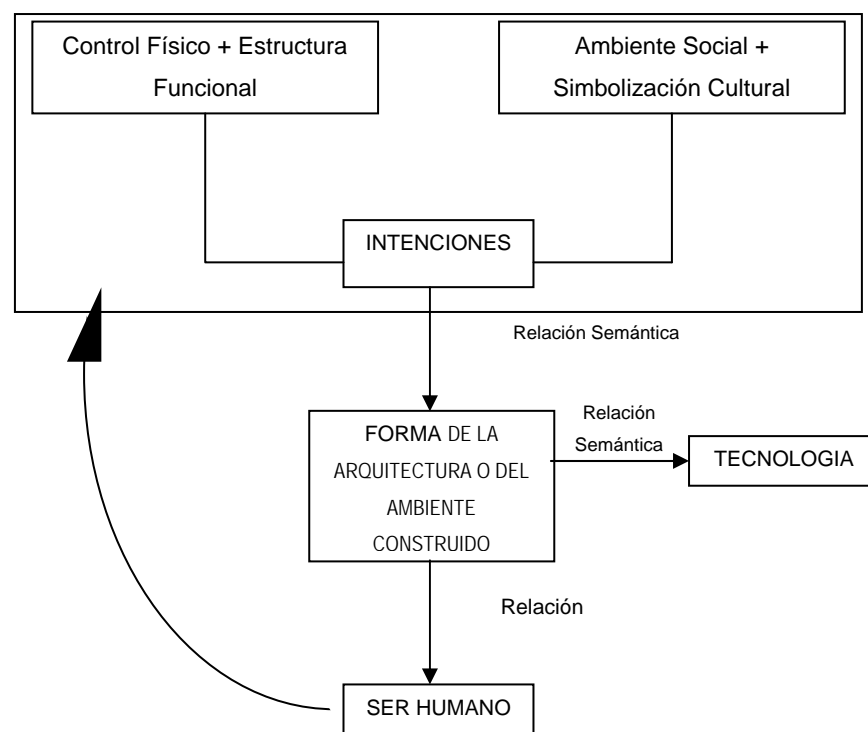 Control Físico + Estructura
Funcional
Ambiente Social +
Simbolización Cultural
INTENCIONES
Relación Semántica
FORMA DE LA
ARQUITECTURA O DEL
AMBIENTE
CONSTRUIDO
Relación
Semántica
TECNOLOGIA
Relación
SER HUMANO